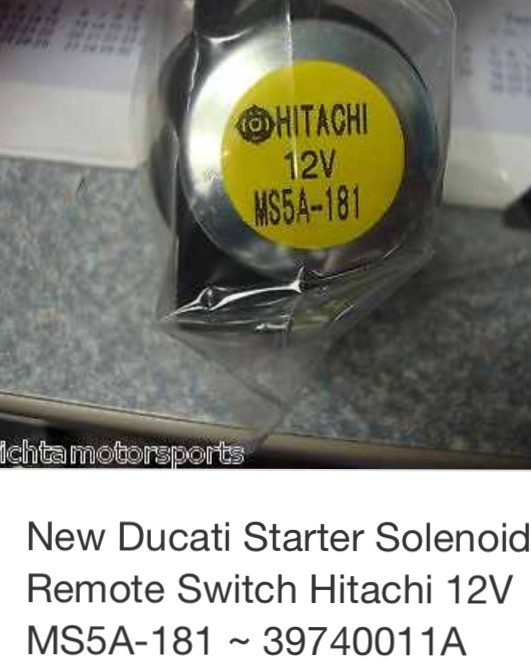 HITACHI
12V
MS5A-181
ichtamotorsports
New Ducati Starter Solenoid
Remote Switch Hitachi 12V
MS5A-181 ~ 39740011A